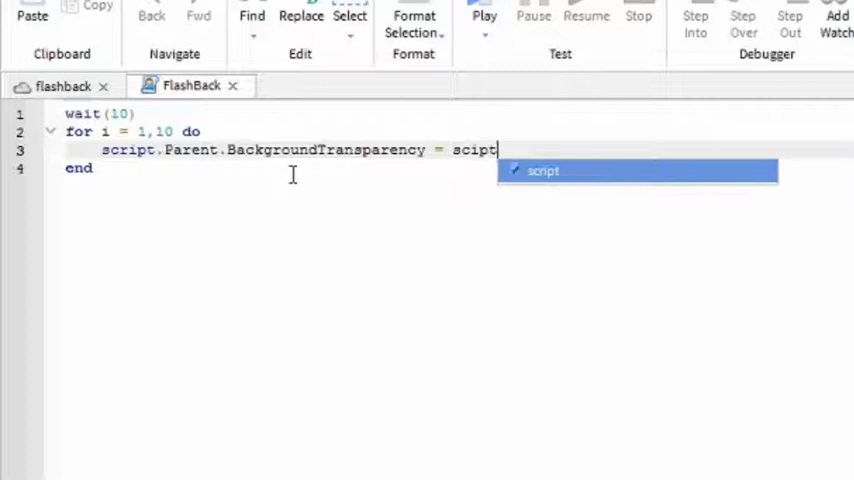 Paste
Copy
Back
Fwd
Find
Replace
Select
Format
Selection
Play
Pause
Resume
Stop
Step
Into
Step
Over
Step
Out
Add
Watch
Clipboard
Navigate
Edit
Format
Test
Debugger
flashback
FlashBack
1 wait(10)
2 for i = 1,10 do
3 script.Parent.BackgroundTransparency = scipt
script
4 end